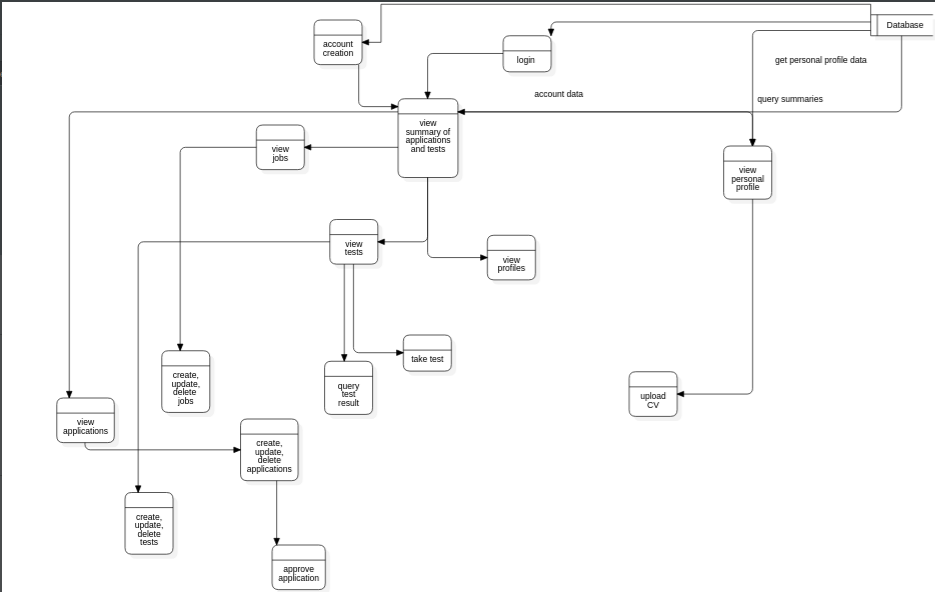 Database
account
creation
login
get personal profile data
account data
query summaries
view
summary of
applications
and tests
view
jobs
view
personal
profile
view
tests
view
profiles
take test
create,
update,
delete
jobs
query
test
result
upload
CV
view
applications
create,
update,
delete
applications
create,
update,
delete
tests
approve
application